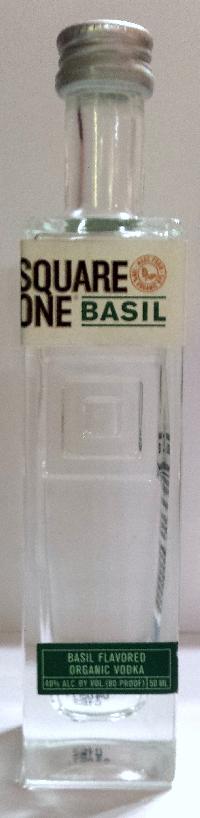 SQUARE
ONE BASIL
BASIL FLAVORED
ORGANIC VODKA
40% ALC. BY VOL. (80 PROOF) 50 ML